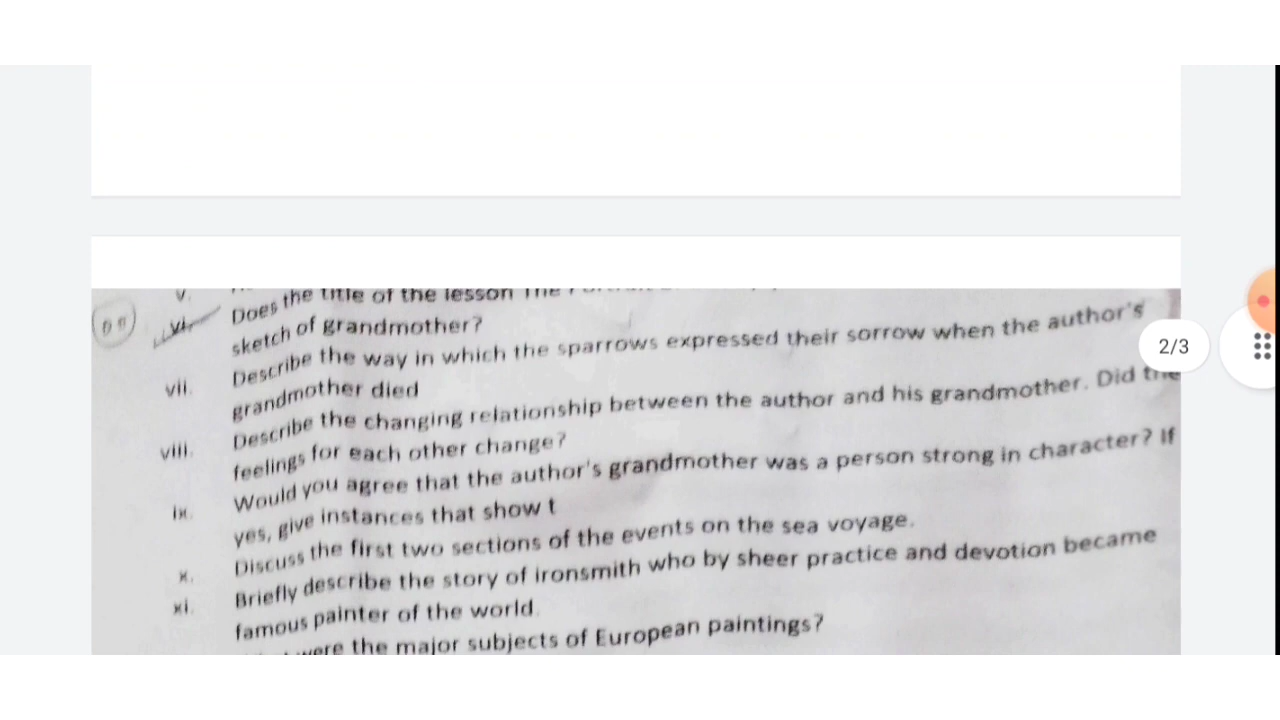 v.
vi. Does the title of the lesson The
sketch of grandmother?
vii. Describe the way in which the sparrows expressed their sorrow when the author's
grandmother died
viii. Describe the changing relationship between the author and his grandmother. Did the
feelings for each other change?
ix. Would you agree that the author's grandmother was a person strong in character? If
yes, give instances that show t
x. Discuss the first two sections of the events on the sea voyage.
xi. Briefly describe the story of ironsmith who by sheer practice and devotion became
famous painter of the world.
were the major subjects of European paintings?
2/3